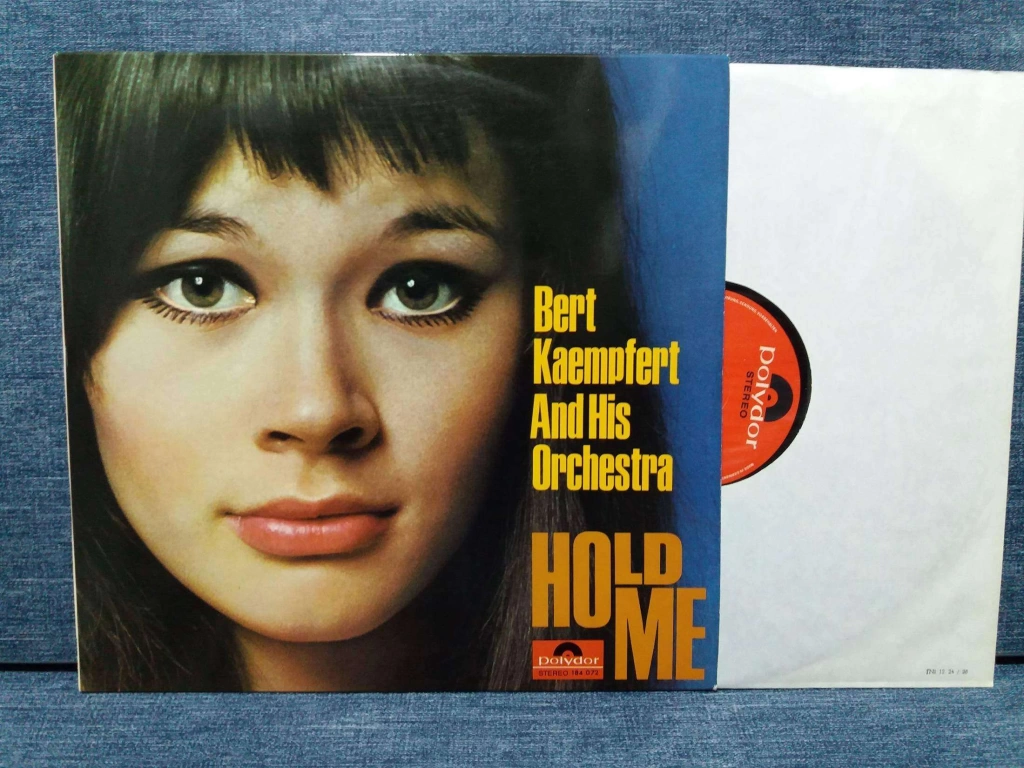 Bert
Kaempfert
And His
Orchestra
HOLD
ME
polydor
STEREO 184 072
polydor
STEREO